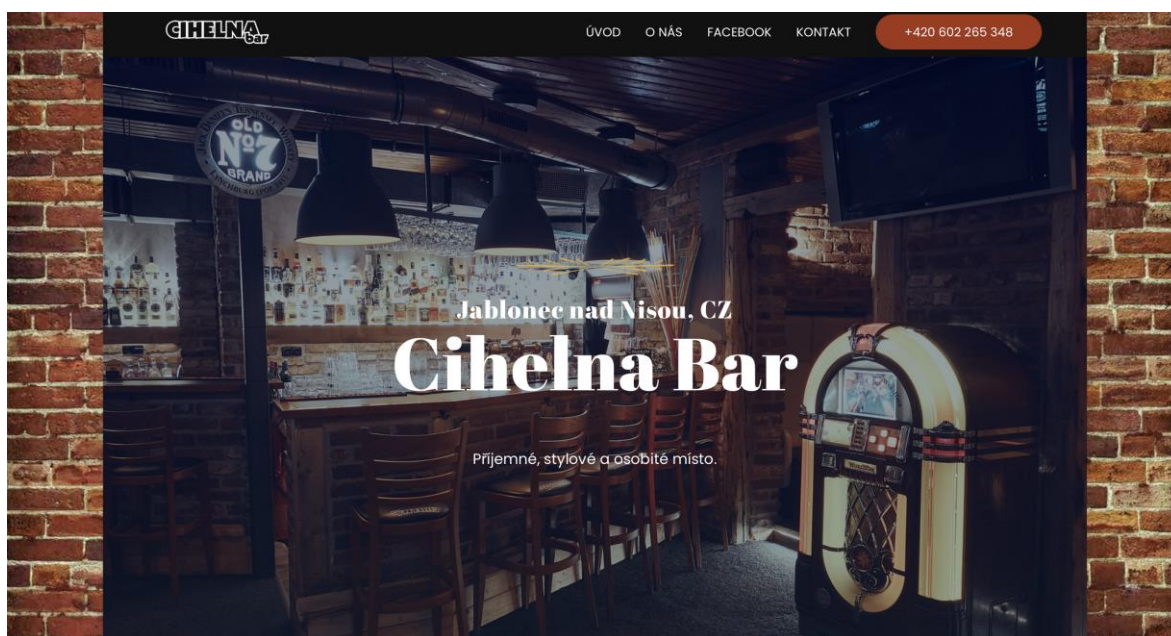 CIHELNA
bar
ÚVOD O NÁS FACEBOOK KONTAKT +420 602 265 348
OLD
Nº7
BRAND
Jablonec nad Nisou, CZ
Cihelna Bar
Příjemné, stylové a osobité místo.